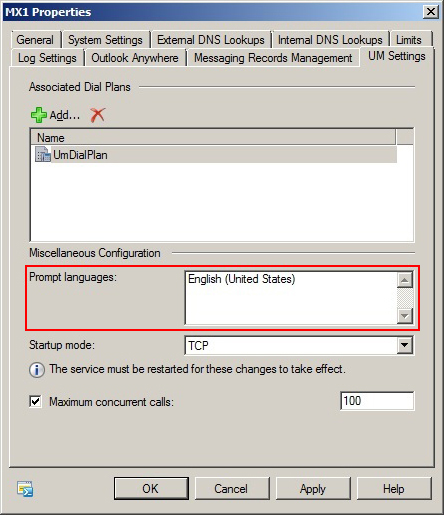 MX1 Properties
General
System Settings
External DNS Lookups
Internal DNS Lookups
Limits
Log Settings
Outlook Anywhere
Messaging Records Management
UM Settings
Associated Dial Plans
Add...
Name
UmDialPlan
Miscellaneous Configuration
Prompt languages:
English (United States)
Startup mode:
TCP
The service must be restarted for these changes to take effect.
Maximum concurrent calls:
100
OK
Cancel
Apply
Help